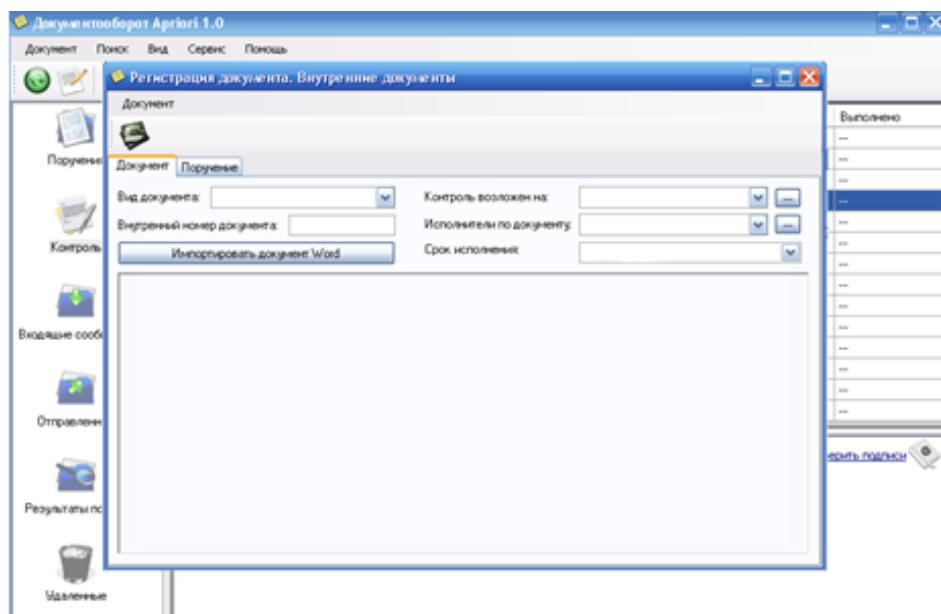 Документооборот Apriori 1.0
Документ Поиск Вид Сервис Помощь
Регистрация документа. Внутренние документы
Документ
Выполнено
--
--
--
--
--
--
--
--
--
--
--
--
--
--
Документ Поручение
Вид документа:
Контроль возложен на:
...
Внутренний номер документа:
Исполнители по документу:
...
Импортировать документ Word
Срок исполнения:
Поручение
Контроль
Входящие сооб
Отправленн
Результаты по
Удаленные
ерить подписи